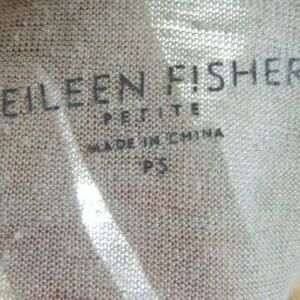 EILEEN FISHER
PETITE
MADE IN CHINA
PS